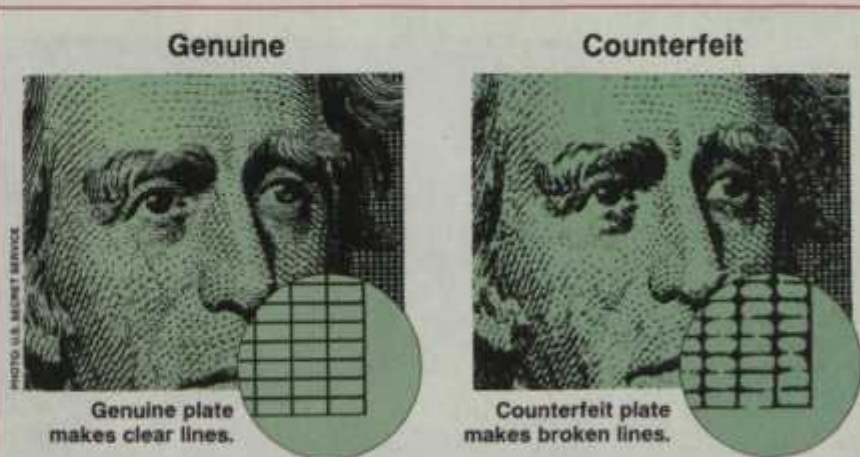 Genuine
Counterfeit
PHOTO: U.S. SECRET SERVICE
Genuine plate
makes clear lines.
Counterfeit plate
makes broken lines.